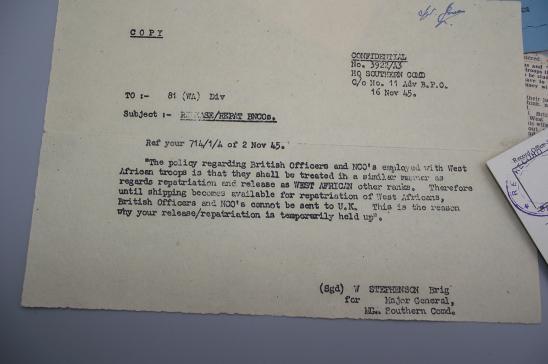 COPY
CONFIDENTIAL
No. 3922/A3
HQ SOUTHERN COMD
C/o No. 11 Adv B.P.O.
16 Nov 45.
TO :- 81 (WA) Div
Subject :- RELEASE/REPAT BNCOS.
Ref your 714/1/4 of 2 Nov 45.
"The policy regarding British Officers and NCO's employed with West
African troops is that they shall be treated in a similar manner as
regards repatriation and release as WEST AFRICAN other ranks. Therefore
until shipping becomes available for repatriation of West Africans,
British Officers and NCO's cannot be sent to U.K. This is the reason
why your release/repatriation is temporarily held up".
(Sgd) W STEPHENSON Brig
for Major General,
Southern Comd.